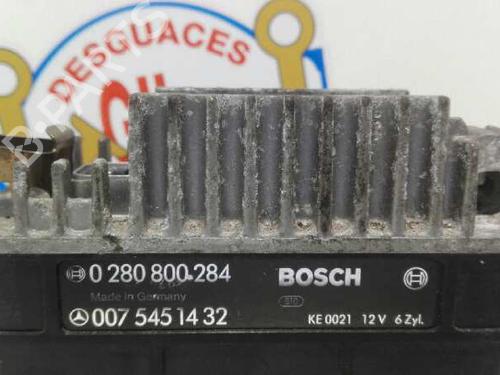 DESGUACES
B-PARTS
0 280 800 284 BOSCH
Made in Germany
007 545 14 32 KE 0021 12 V 6 Zyl.